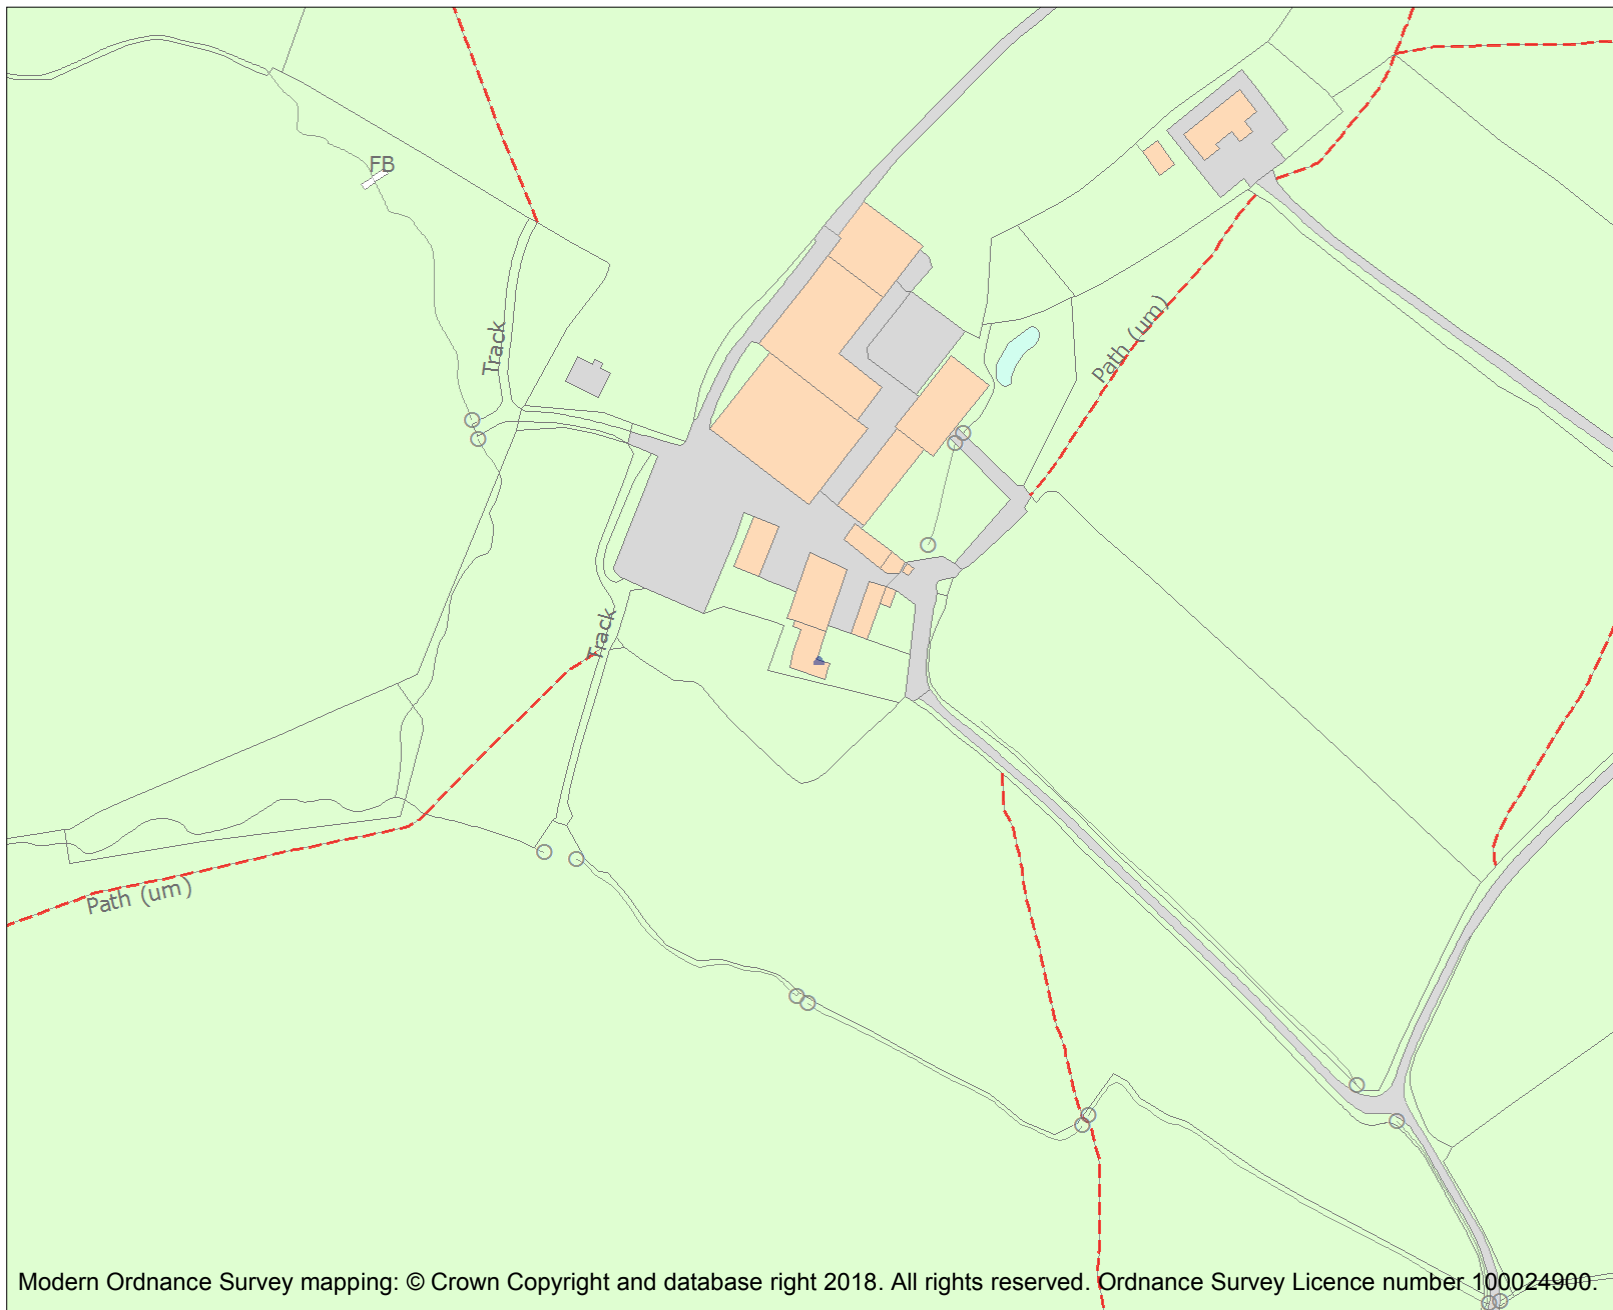 FB
Track
Path (um)
Track
Path (um)
Modern Ordnance Survey mapping: © Crown Copyright and database right 2018. All rights reserved. Ordnance Survey Licence number 100024900.